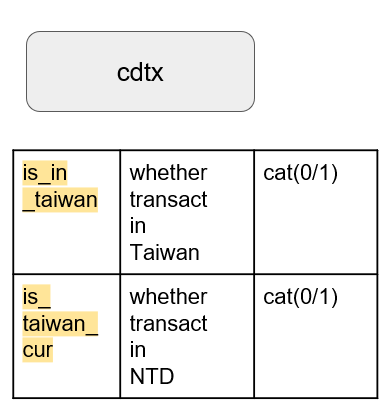 cdtx
is_in
_taiwan
whether
transact
in
Taiwan
cat(0/1)
is_
taiwan_
cur
whether
transact
in
NTD
cat(0/1)